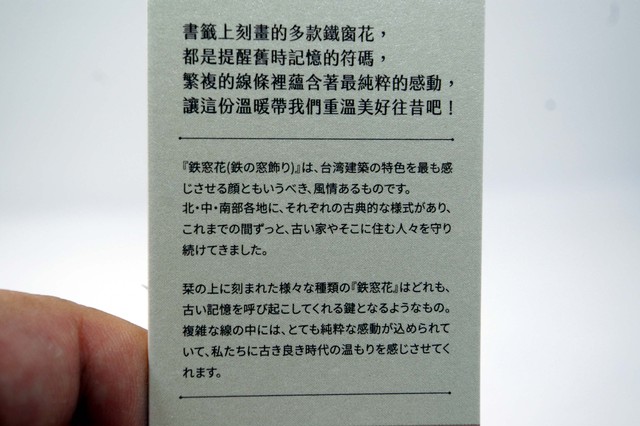 書籤上刻畫的多款鐵窗花，
都是提醒舊時記憶的符碼，
繁複的線條裡蘊含著最純粹的感動，
讓這份溫暖帶我們重溫美好往昔吧！
『鉄窓花(鉄の窓飾り)』は、台湾建築の特色を最も感
じさせる顔ともいうべき、風情あるものです。
北・中・南部各地に、それぞれの古典的な様式があり、
これまでの間ずっと、古い家やそこに住む人々を守り
続けてきました。
栞の上に刻まれた様々な種類の『鉄窓花』はどれも、
古い記憶を呼び起こしてくれる鍵となるようなもの。
複雑な線の中には、とても純粋な感動が込められて
いて、私たちに古き良き時代の温もりを感じさせてく
れます。